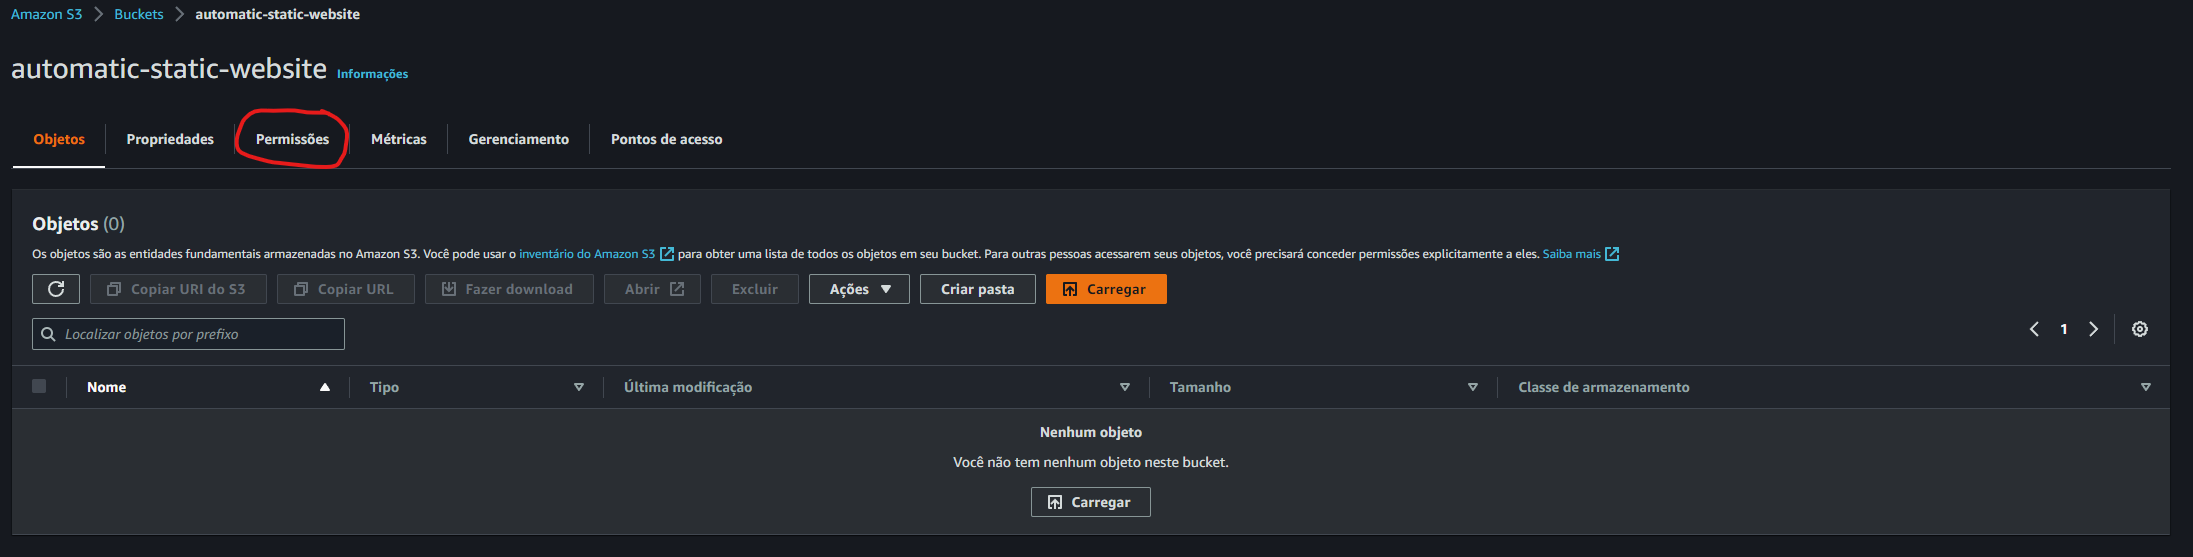 Amazon S3 > Buckets > automatic-static-website
automatic-static-website Informações
Objetos Propriedades Permissões Métricas Gerenciamento Pontos de acesso
Objetos (0)
Os objetos são as entidades fundamentais armazenadas no Amazon S3. Você pode usar o inventário do Amazon S3 para obter uma lista de todos os objetos em seu bucket. Para outras pessoas acessarem seus objetos, você precisará conceder permissões explicitamente a eles. Saiba mais
Copiar URI do S3 Copiar URL Fazer download Abrir Excluir Ações Criar pasta Carregar
Localizar objetos por prefixo 1
Nome Tipo Última modificação Tamanho Classe de armazenamento
Nenhum objeto
Você não tem nenhum objeto neste bucket.
Carregar